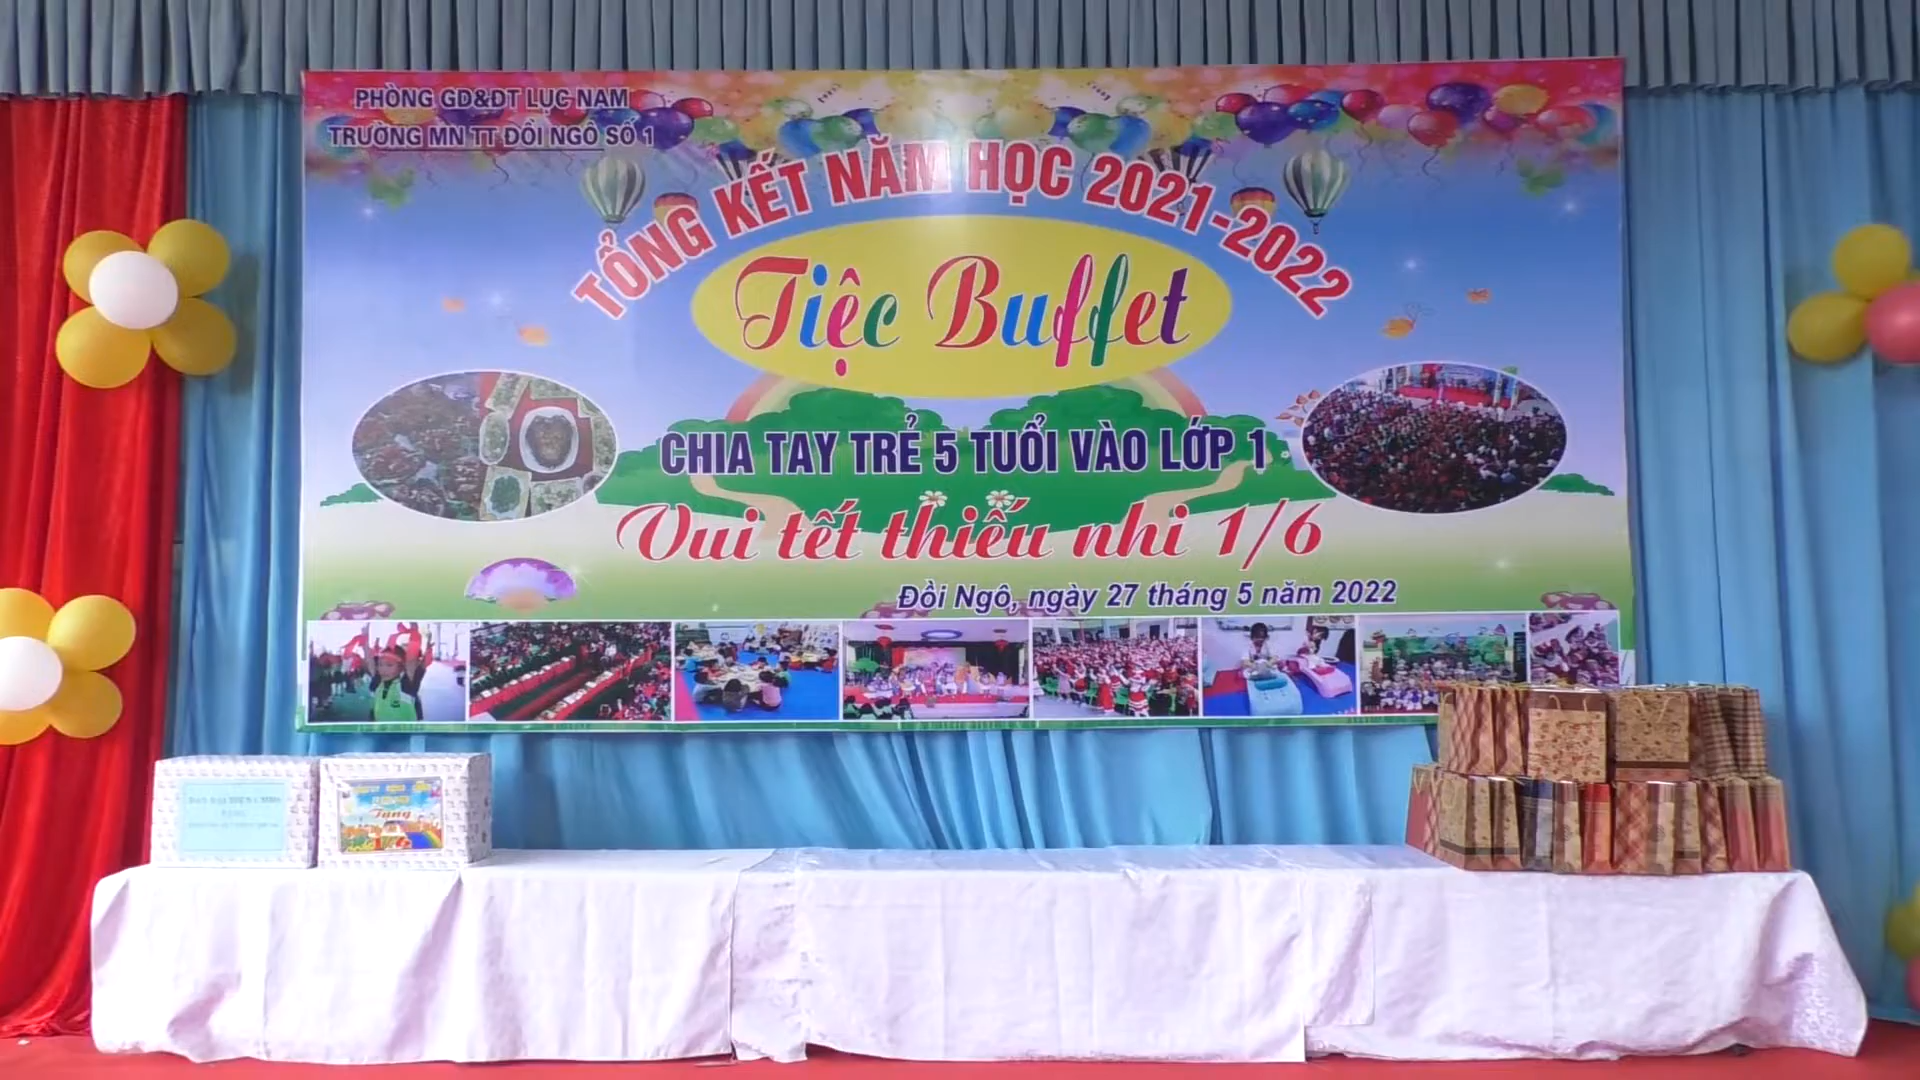 PHÒNG GD&ĐT LỤC NAM
TRƯỜNG MN TT ĐỒI NGÔ SỐ 1
TỔNG KẾT NĂM HỌC 2021-2022
Tiệc Buffet
CHIA TAY TRẺ 5 TUỔI VÀO LỚP 1
Vui tết thiếu nhi 1/6
Đồi Ngô, ngày 27 tháng 5 năm 2022
Tặng